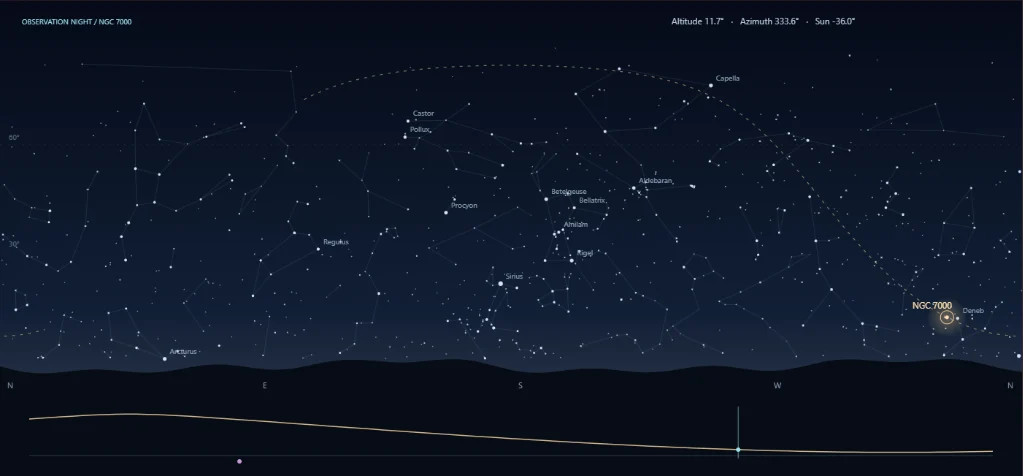 OBSERVATION NIGHT / NGC 7000
Altitude 11.7° · Azimuth 333.6° · Sun -36.0°
Capella
Castor
Pollux
60°
Aldebaran
Betelgeuse
Bellatrix
Procyon
Alnilam
30°
Regulus
Rigel
Sirius
NGC 7000
Deneb
Arcturus
N E S W N